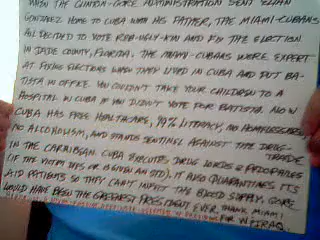 WHEN THE CLINTON-GORE ADMINISTRATION SENT ELIAN
GONZALEZ HOME TO CUBA WITH HIS FATHER, THE MIAMI-CUBANS
ALL DECIDED TO VOTE REP-UGLY-KAN AND FIX THE ELECTION
IN DADE COUNTY, FLORIDA. THE MIAMI-CUBANS WERE EXPERT
AT FIXING ELECTIONS WHEN THEY LIVED IN CUBA AND PUT BA-
TISTA IN OFFICE. YOU COULDN'T TAKE YOUR CHILDREN TO A
HOSPITAL IN CUBA IF YOU DIDN'T VOTE FOR BATISTA. NOW
CUBA HAS FREE HEALTHCARE, 99% LITERACY, NO HOMELESSNESS,
NO ALCOHOLISM, AND STANDS SENTINEL AGAINST THE DRUG-
TRADE
IN THE CARIBBEAN. CUBA EXECUTES DRUG LORDS & PEDOPHILES
(IF THE VICTIM DIES OR IS GIVEN AN STD). IT ALSO QUARANTINES ITS
AID PATIENTS SO THEY CAN'T INFECT THE BLOOD SUPPLY. GORE
WOULD HAVE BEEN THE GREATEST PRESIDENT EVER. THANK MIAMI
FOR W & IRAQ.